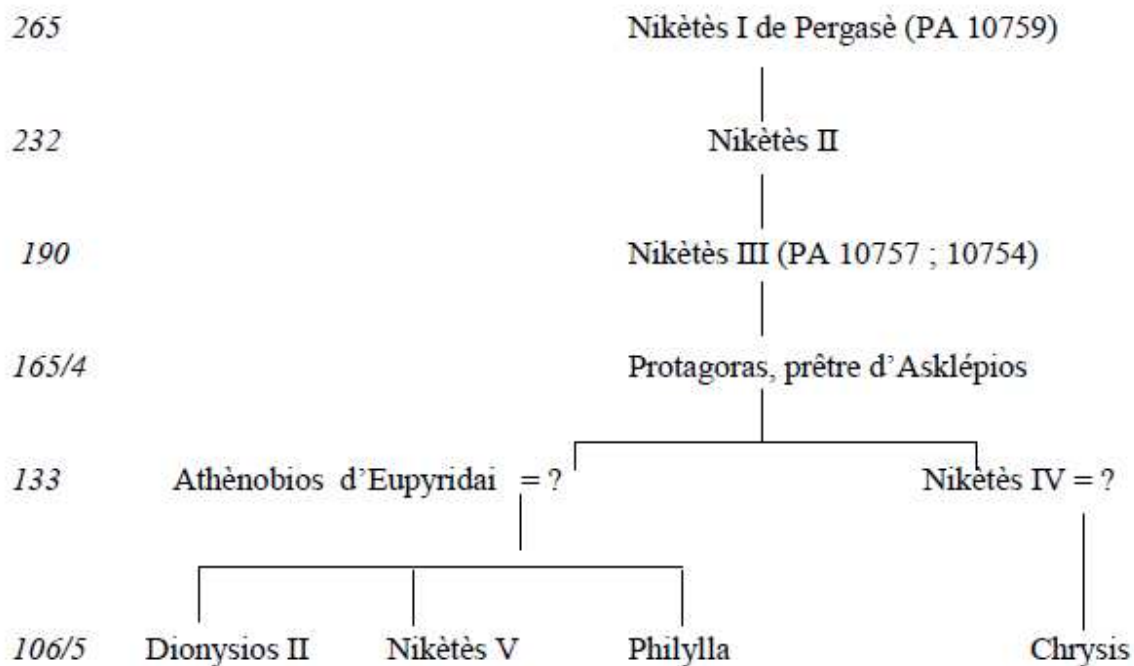 265 Nikètès I de Pergasè (PA 10759)
232 Nikètès II
190 Nikètès III (PA 10757 ; 10754)
165/4 Protagoras, prêtre d’Asklépios
133 Athènobios d’Eupyridai = ? Nikètès IV = ?
106/5 Dionysios II Nikètès V Philylla Chrysis